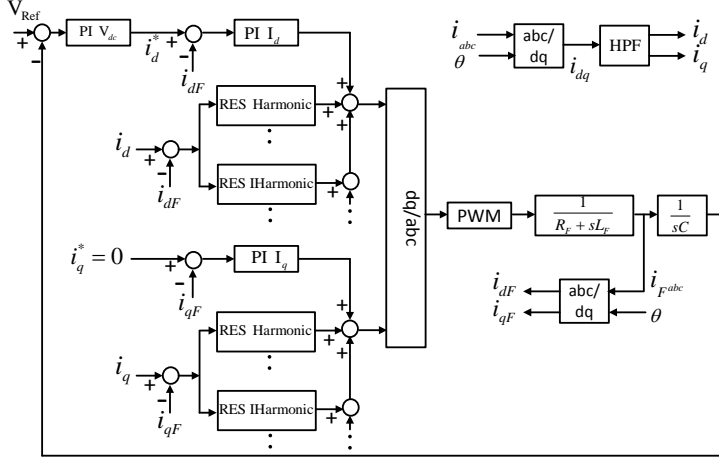 V_Ref
+
−
PI V_dc
i_d^*
+
−
i_dF
PI I_d
+
+
+
RES Harmonic
i_d
+
−
i_dF
RES IHarmonic
+
i_abc
θ
abc/
dq
i_dq
HPF
i_d
i_q
dq/abc
PWM
1
R_F + sL_F
1
sC
i_F^abc
θ
abc/
dq
i_dF
i_qF
i_q^* = 0
+
−
i_qF
PI I_q
+
+
+
RES Harmonic
i_q
+
−
i_qF
RES IHarmonic
+